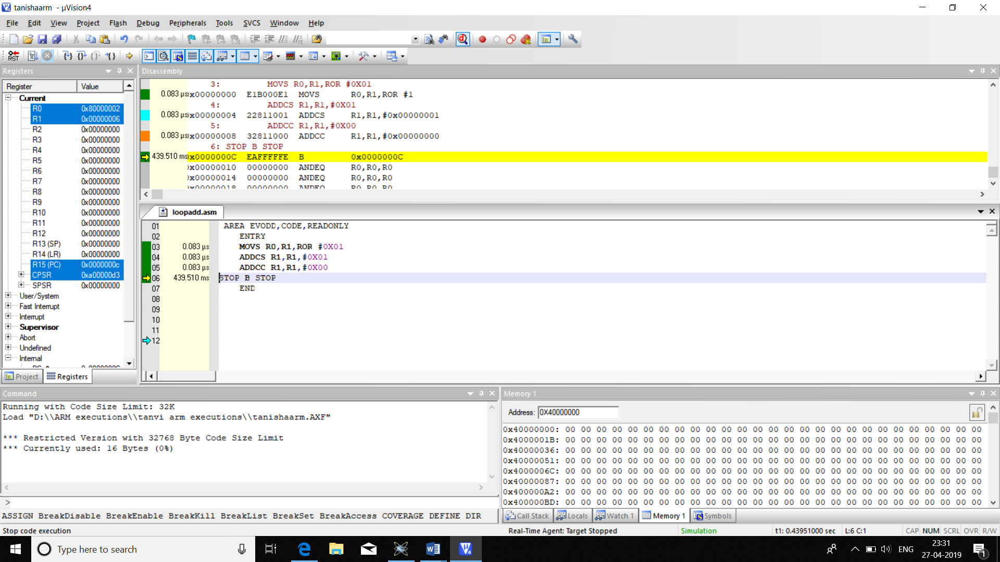 tanishaarm - µVision4
File Edit View Project Flash Debug Peripherals Tools SVCS Window Help
Registers
Register Value
Current
R0 0x80000002
R1 0x00000006
R2 0x00000000
R3 0x00000000
R4 0x00000000
R5 0x00000000
R6 0x00000000
R7 0x00000000
R8 0x00000000
R9 0x00000000
R10 0x00000000
R11 0x00000000
R12 0x00000000
R13 (SP) 0x00000000
R14 (LR) 0x00000000
R15 (PC) 0x0000000c
CPSR 0xa00000d3
SPSR 0x00000000
User/System
Fast Interrupt
Interrupt
Supervisor
Abort
Undefined
Internal
Project Registers
Disassembly
3: MOVS R0,R1,ROR #0X01
0.083 µs 0x00000000 E1B000E1 MOVS R0,R1,ROR #1
4: ADDCS R1,R1,#0X01
0.083 µs 0x00000004 22811001 ADDCS R1,R1,#0x00000001
5: ADDCC R1,R1,#0X00
0.083 µs 0x00000008 32811000 ADDCC R1,R1,#0x00000000
6: STOP B STOP
439.510 ms 0x0000000C EAFFFFFE B 0x0000000C
0x00000010 00000000 ANDEQ R0,R0,R0
0x00000014 00000000 ANDEQ R0,R0,R0
0x00000018 00000000 ANDEQ R0,R0,R0
loopadd.asm
01 AREA EVODD,CODE,READONLY
02 ENTRY
03 0.083 µs MOVS R0,R1,ROR #0X01
04 0.083 µs ADDCS R1,R1,#0X01
05 0.083 µs ADDCC R1,R1,#0X00
06 439.510 ms STOP B STOP
07 END
08
09
10
11
12
Command
Running with Code Size Limit: 32K
Load "D:\\ARM executions\\tanvi arm executions\\tanishaarm.AXF"
*** Restricted Version with 32768 Byte Code Size Limit
*** Currently used: 16 Bytes (0%)
>
ASSIGN BreakDisable BreakEnable BreakKill BreakList BreakSet BreakAccess COVERAGE DEFINE DIR
Memory 1
Address: 0X40000000
0x40000000: 00 00 00 00 00 00 00 00 00 00 00 00 00 00 00 00 00 00 00 00 00 00 00 00 00 00 00
0x4000001B: 00 00 00 00 00 00 00 00 00 00 00 00 00 00 00 00 00 00 00 00 00 00 00 00 00 00 00
0x40000036: 00 00 00 00 00 00 00 00 00 00 00 00 00 00 00 00 00 00 00 00 00 00 00 00 00 00 00
0x40000051: 00 00 00 00 00 00 00 00 00 00 00 00 00 00 00 00 00 00 00 00 00 00 00 00 00 00 00
0x4000006C: 00 00 00 00 00 00 00 00 00 00 00 00 00 00 00 00 00 00 00 00 00 00 00 00 00 00 00
0x40000087: 00 00 00 00 00 00 00 00 00 00 00 00 00 00 00 00 00 00 00 00 00 00 00 00 00 00 00
0x400000A2: 00 00 00 00 00 00 00 00 00 00 00 00 00 00 00 00 00 00 00 00 00 00 00 00 00 00 00
0x400000BD: 00 00 00 00 00 00 00 00 00 00 00 00 00 00 00 00 00 00 00 00 00 00 00 00 00 00 00
Call Stack Locals Watch 1 Memory 1 Symbols
Stop code execution Real-Time Agent: Target Stopped Simulation t1: 0.43951000 sec L:6 C:1 CAP NUM SCRL OVR R/W
Type here to search
ENG
23:31
27-04-2019
1